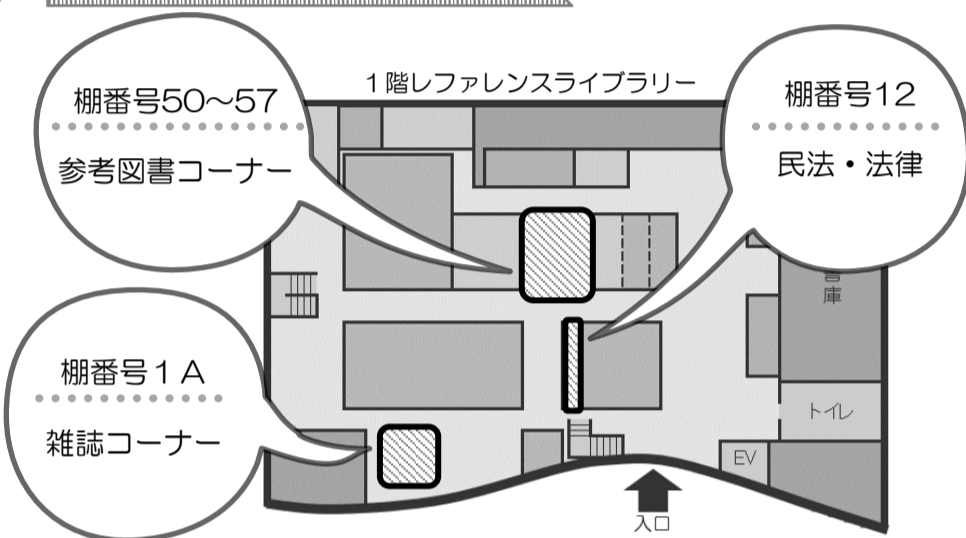 1階レファレンスライブラリー
棚番号50～57
参考図書コーナー
棚番号12
民法・法律
棚番号1A
雑誌コーナー
書庫
トイレ
EV
入口